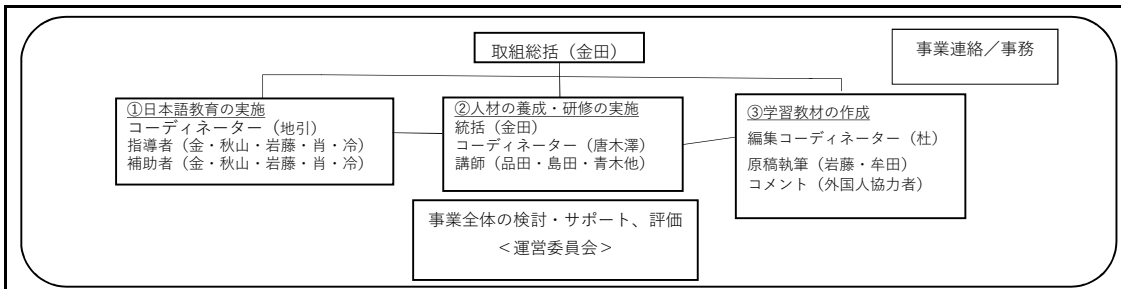 取組総括（金田）
事業連絡／事務
①日本語教育の実施
コーディネーター（地引）
指導者（金・秋山・岩藤・肖・冷）
補助者（金・秋山・岩藤・肖・冷）
②人材の養成・研修の実施
統括（金田）
コーディネーター（唐木澤）
講師（品田・島田・青木他）
③学習教材の作成
編集コーディネーター（杜）
原稿執筆（岩藤・牟田）
コメント（外国人協力者）
事業全体の検討・サポート、評価
＜運営委員会＞